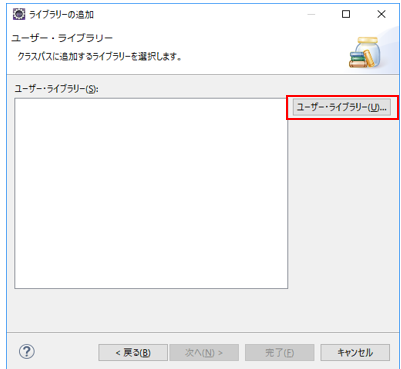 ライブラリーの追加
ユーザー・ライブラリー
クラスパスに追加するライブラリーを選択します。
ユーザー・ライブラリー(S):
ユーザー・ライブラリー(U)...
?
< 戻る(B)
次へ(N) >
完了(F)
キャンセル